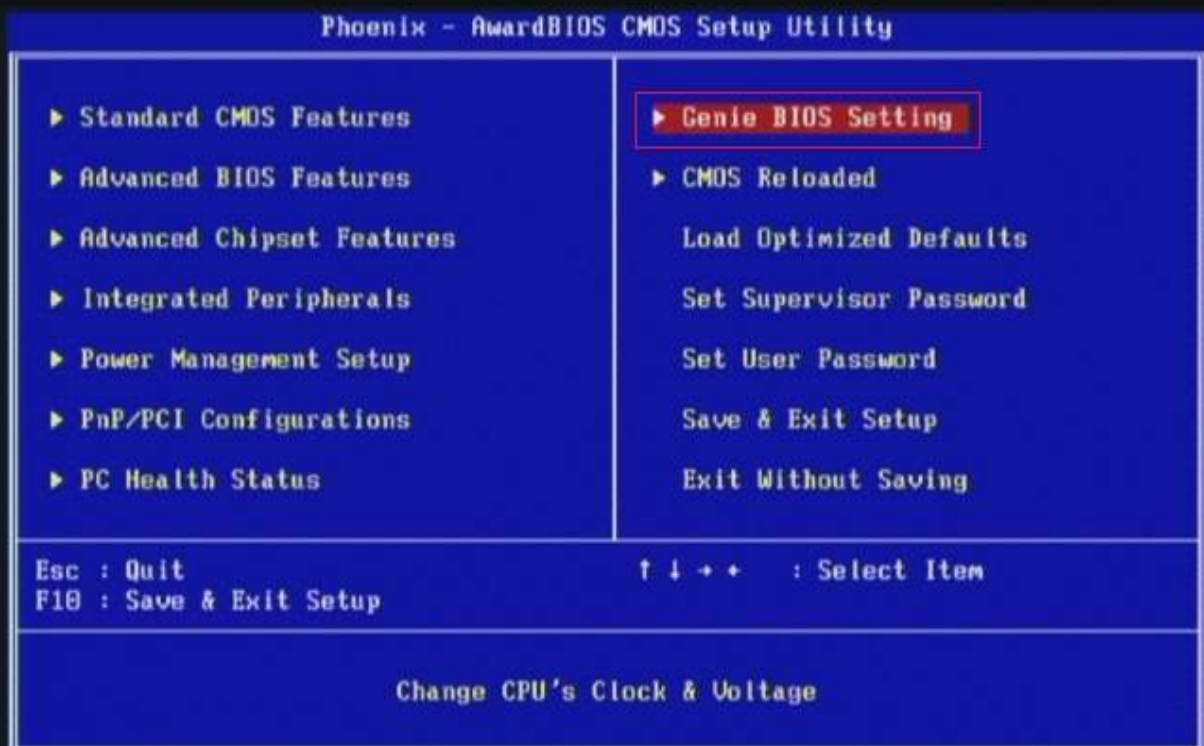 Phoenix - AwardBIOS CMOS Setup Utility
Standard CMOS Features
Advanced BIOS Features
Advanced Chipset Features
Integrated Peripherals
Power Management Setup
PnP/PCI Configurations
PC Health Status
Genie BIOS Setting
CMOS Reloaded
Load Optimized Defaults
Set Supervisor Password
Set User Password
Save & Exit Setup
Exit Without Saving
Esc : Quit
F10 : Save & Exit Setup
↑ ↓ → ← : Select Item
Change CPU's Clock & Voltage